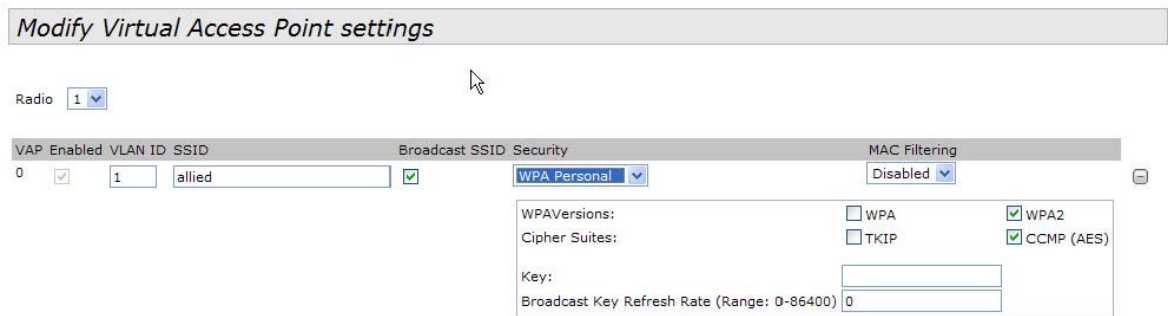 Modify Virtual Access Point settings
Radio 1
VAP Enabled VLAN ID SSID Broadcast SSID Security MAC Filtering
0 1 allied WPA Personal Disabled
WPAVersions: WPA WPA2
Cipher Suites: TKIP CCMP (AES)
Key:
Broadcast Key Refresh Rate (Range: 0-86400) 0